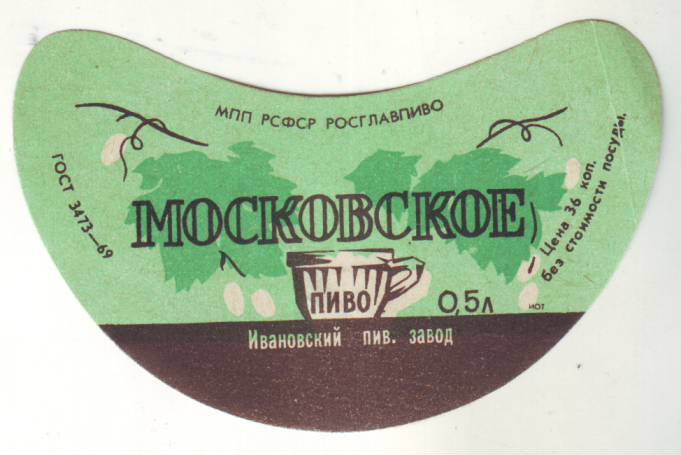 МПП РСФСР РОСГЛАВПИВО
ГОСТ 3473—69
МОСКОВСКОЕ
Цена 36 коп.
Без стоимости посуды.
ПИВО
0,5л
ИОТ
Ивановский пив. завод